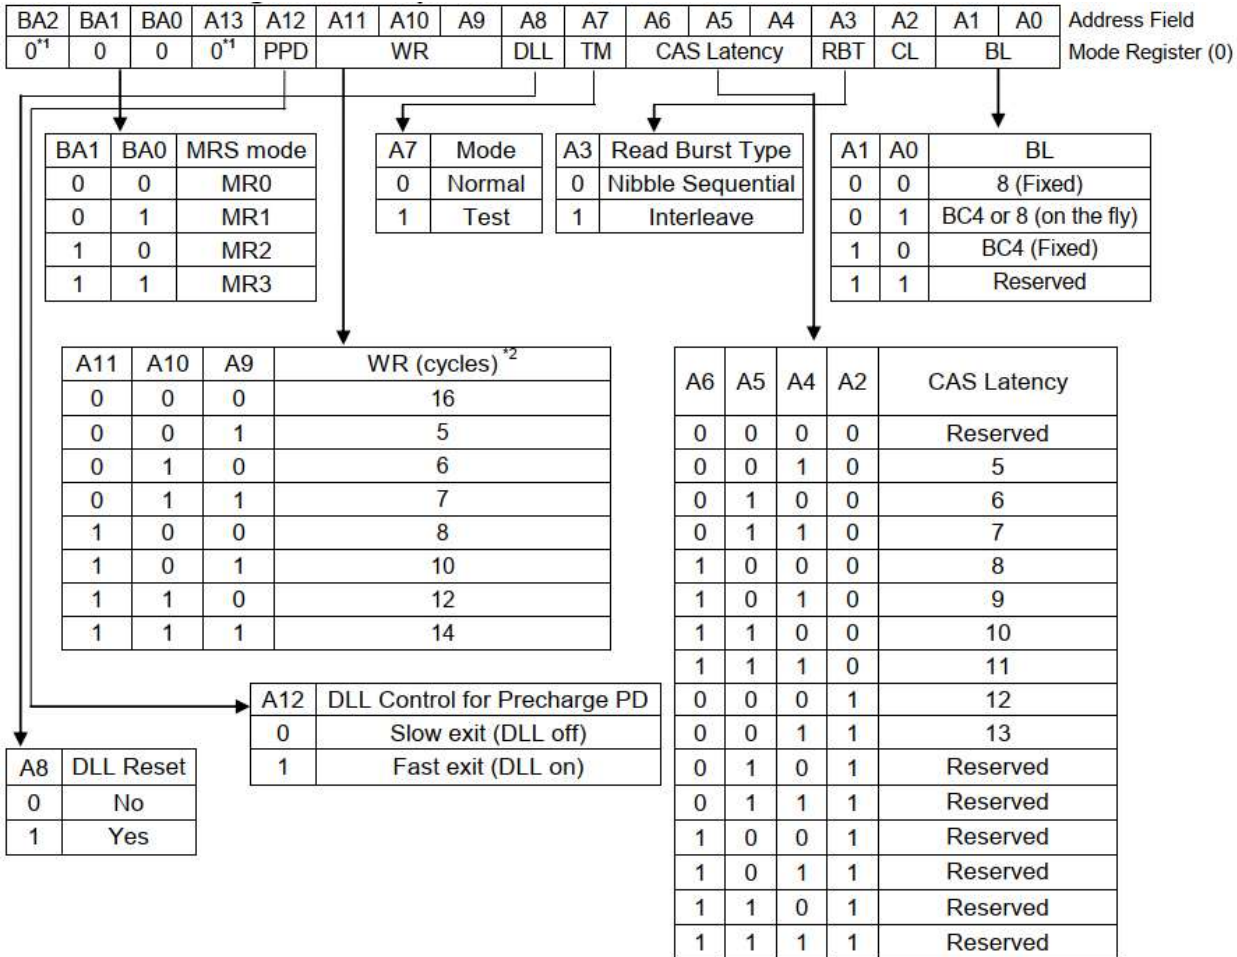 BA2 BA1 BA0 A13 A12 A11 A10 A9 A8 A7 A6 A5 A4 A3 A2 A1 A0 Address Field
0*1 0 0 0*1 PPD WR DLL TM CAS Latency RBT CL BL Mode Register (0)
BA1 BA0 MRS mode
0 0 MR0
0 1 MR1
1 0 MR2
1 1 MR3
A7 Mode
0 Normal
1 Test
A3 Read Burst Type
0 Nibble Sequential
1 Interleave
A1 A0 BL
0 0 8 (Fixed)
0 1 BC4 or 8 (on the fly)
1 0 BC4 (Fixed)
1 1 Reserved
A11 A10 A9 WR (cycles) *2
0 0 0 16
0 0 1 5
0 1 0 6
0 1 1 7
1 0 0 8
1 0 1 10
1 1 0 12
1 1 1 14
A6 A5 A4 A2 CAS Latency
0 0 0 0 Reserved
0 0 1 0 5
0 1 0 0 6
0 1 1 0 7
1 0 0 0 8
1 0 1 0 9
1 1 0 0 10
1 1 1 0 11
0 0 0 1 12
0 0 1 1 13
0 1 0 1 Reserved
0 1 1 1 Reserved
1 0 0 1 Reserved
1 0 1 1 Reserved
1 1 0 1 Reserved
1 1 1 1 Reserved
A12 DLL Control for Precharge PD
0 Slow exit (DLL off)
1 Fast exit (DLL on)
A8 DLL Reset
0 No
1 Yes